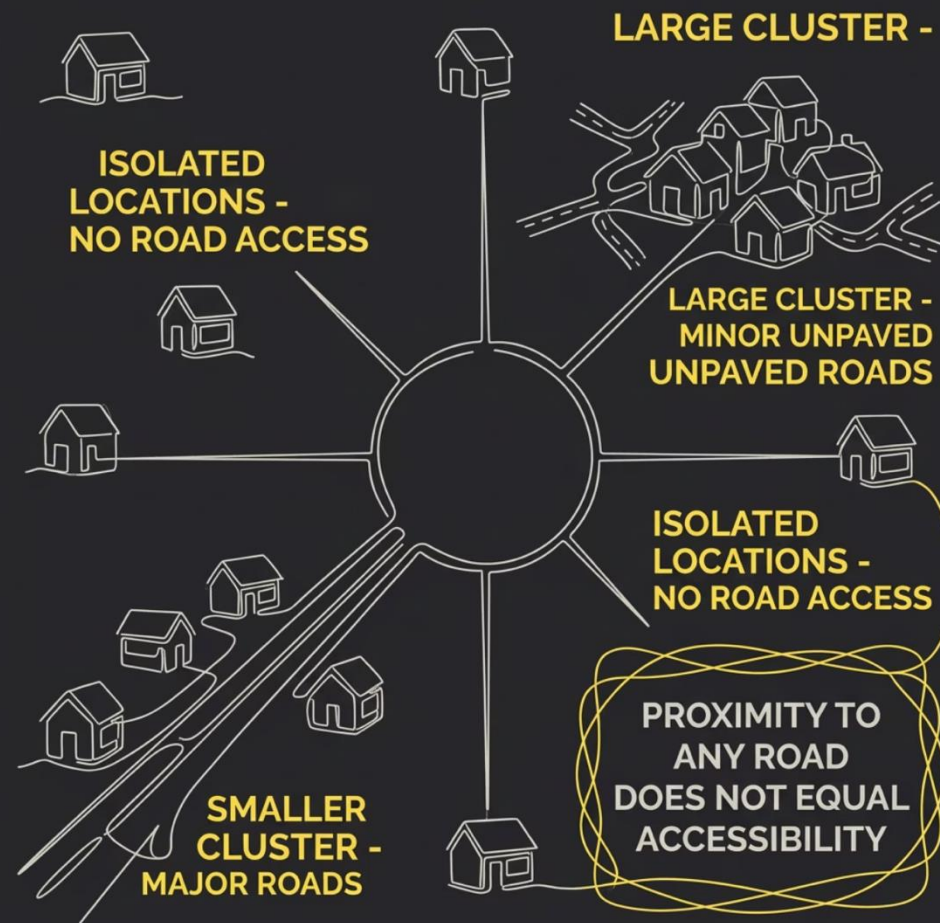 LARGE CLUSTER -
ISOLATED
LOCATIONS -
NO ROAD ACCESS
LARGE CLUSTER -
MINOR UNPAVED
UNPAVED ROADS
ISOLATED
LOCATIONS -
NO ROAD ACCESS
PROXIMITY TO
ANY ROAD
DOES NOT EQUAL
ACCESSIBILITY
SMALLER
CLUSTER -
MAJOR ROADS